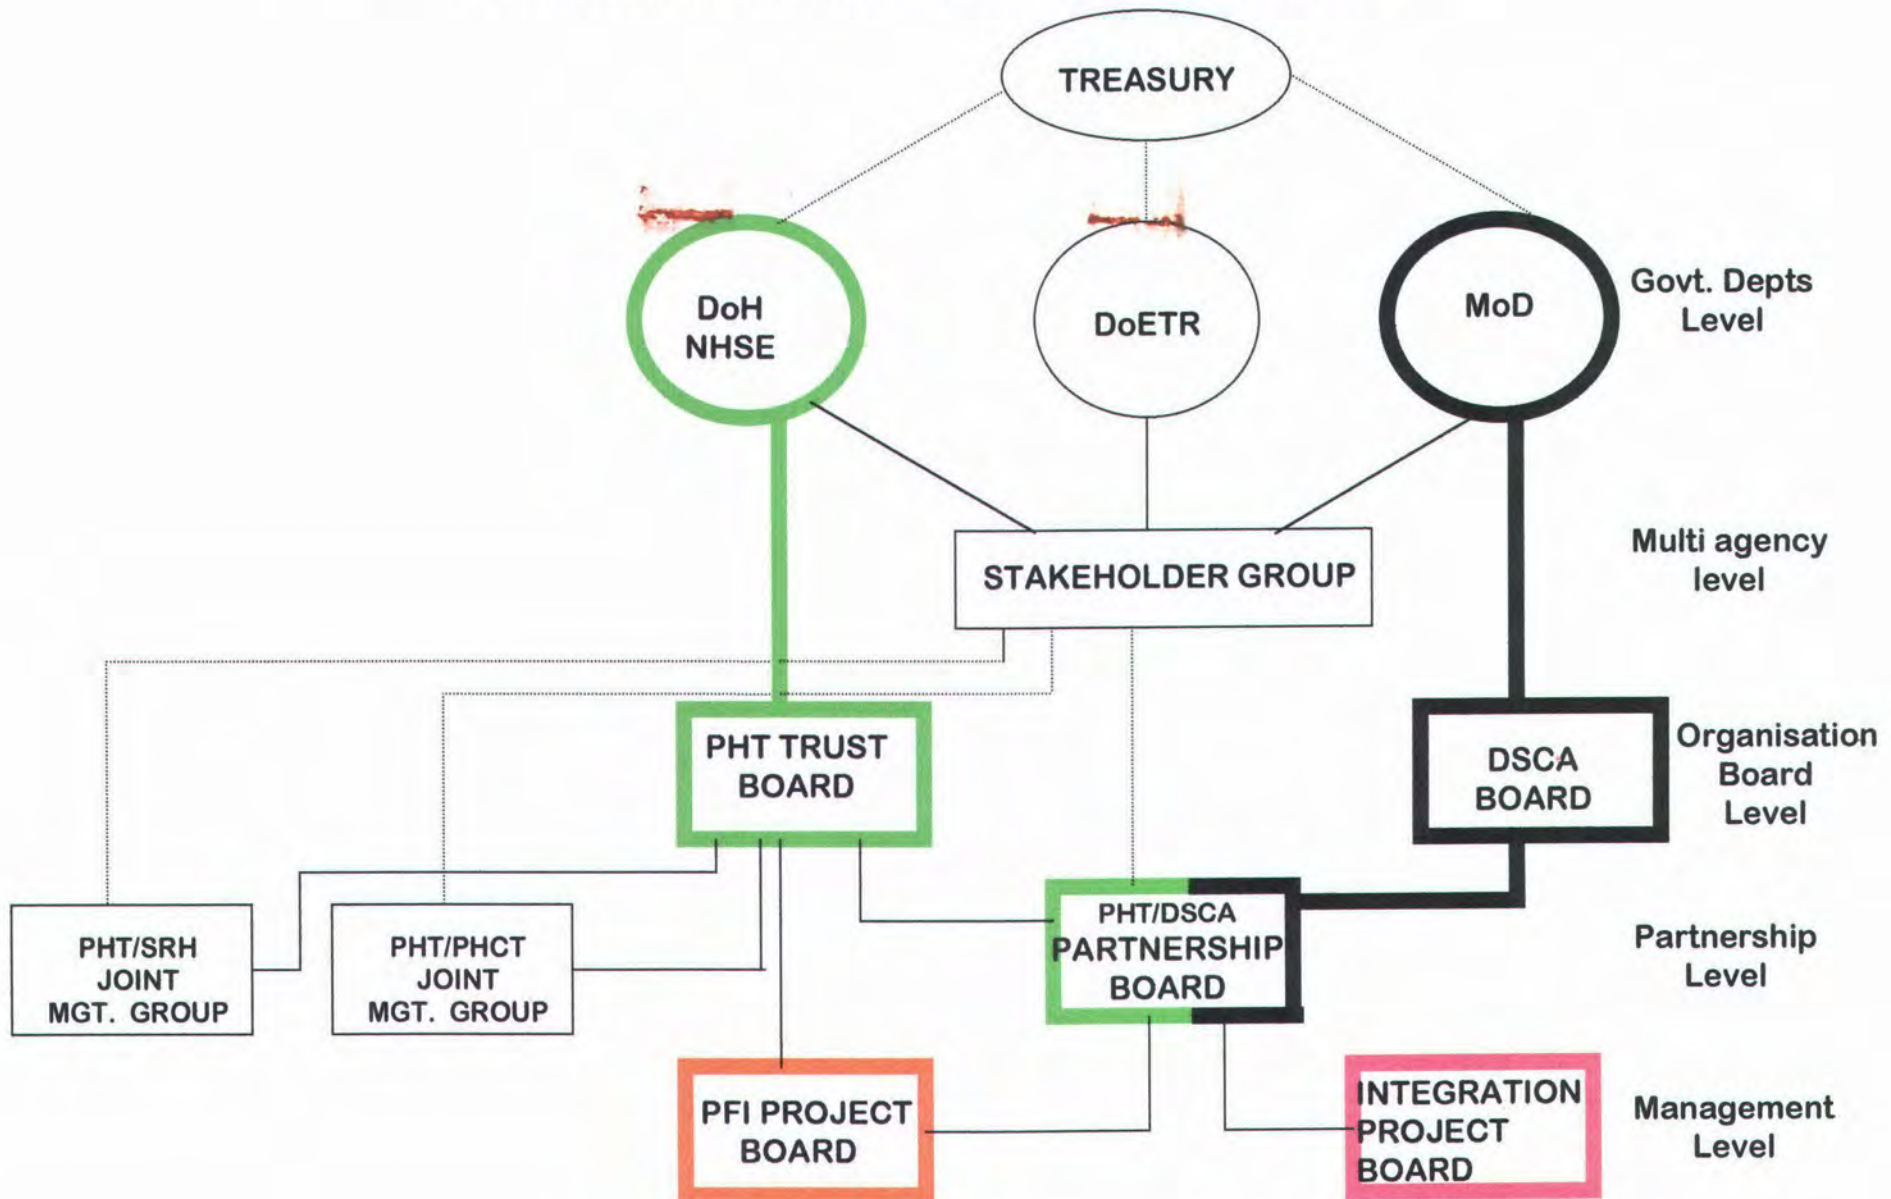 TREASURY
DoH
NHSE
DoETR
MoD
Govt. Depts
Level
STAKEHOLDER GROUP
Multi agency
level
PHT TRUST
BOARD
DSCA
BOARD
Organisation
Board
Level
PHT/SRH
JOINT
MGT. GROUP
PHT/PHCT
JOINT
MGT. GROUP
PHT/DSCA
PARTNERSHIP
BOARD
Partnership
Level
PFI PROJECT
BOARD
INTEGRATION
PROJECT
BOARD
Management
Level